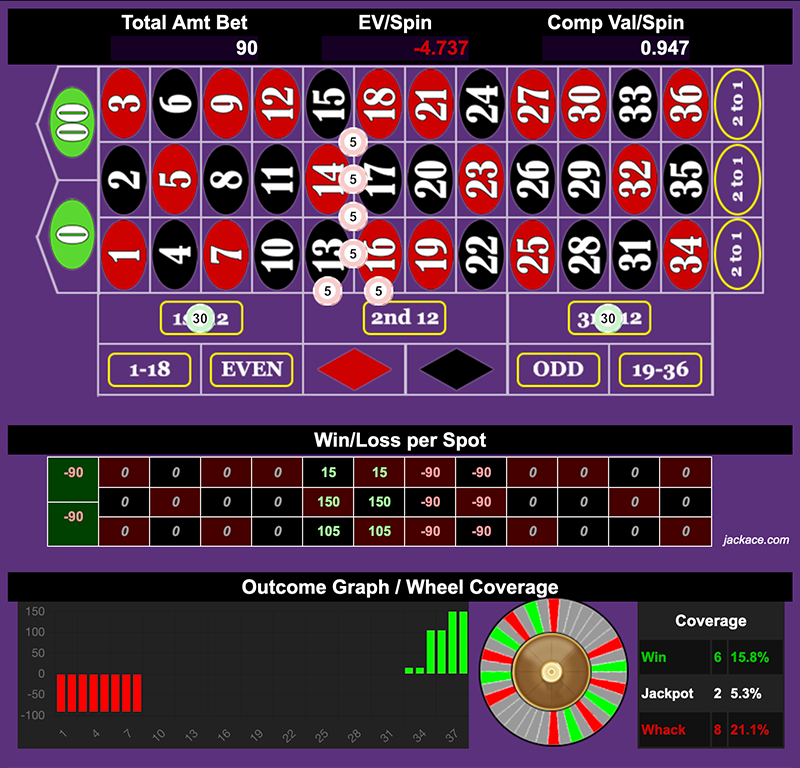 Total Amt Bet EV/Spin Comp Val/Spin
90 -4.737 0.947
00 3 6 9 12 15 18 21 24 27 30 33 36 2 to 1
5
2 5 8 11 14 5 17 20 23 26 29 32 35 2 to 1
5
0 1 4 7 10 13 5 16 19 22 25 28 31 34 2 to 1
5 5
30 2nd 12 30
1-18 EVEN ODD 19-36
Win/Loss per Spot
-90 0 0 0 0 15 15 -90 -90 0 0 0 0
0 0 0 0 150 150 -90 -90 0 0 0 0
-90 0 0 0 0 105 105 -90 -90 0 0 0 0
jackace.com
Outcome Graph / Wheel Coverage
150
100
50
0
-50
-100
1 4 7 10 13 16 19 22 25 28 31 34 37
Coverage
Win 6 15.8%
Jackpot 2 5.3%
Whack 8 21.1%